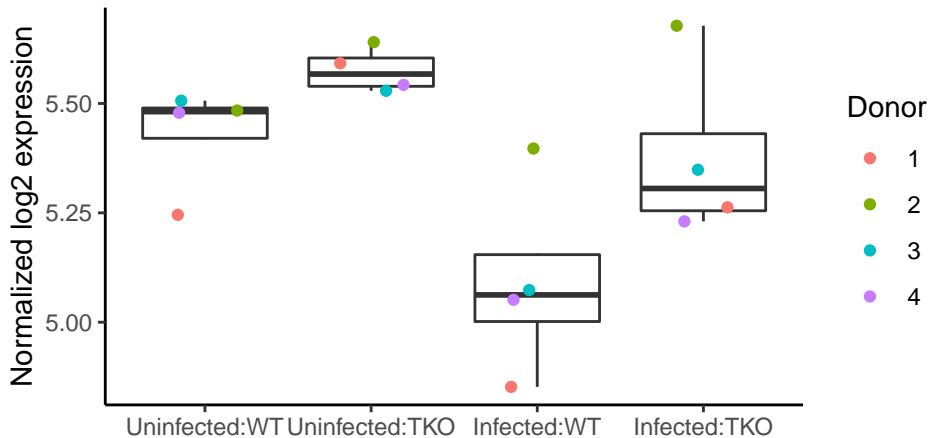 Normalized log2 expression
5.50
5.25
5.00
Uninfected:WT
Uninfected:TKO
Infected:WT
Infected:TKO
Donor
1
2
3
4